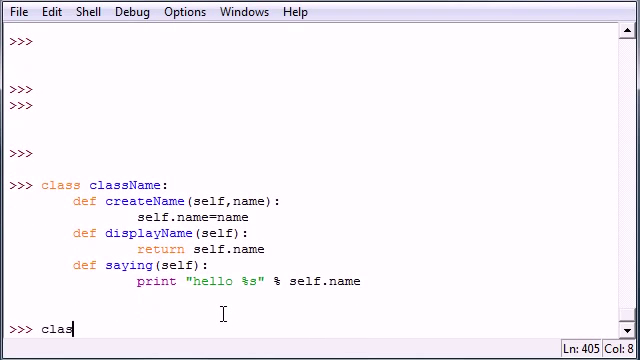 File Edit Shell Debug Options Windows Help
>>>
>>>
>>>
>>>
>>> class className:
def createName(self,name):
self.name=name
def displayName(self):
return self.name
def saying(self):
print "hello %s" % self.name
>>> clas
Ln: 405 Col: 8